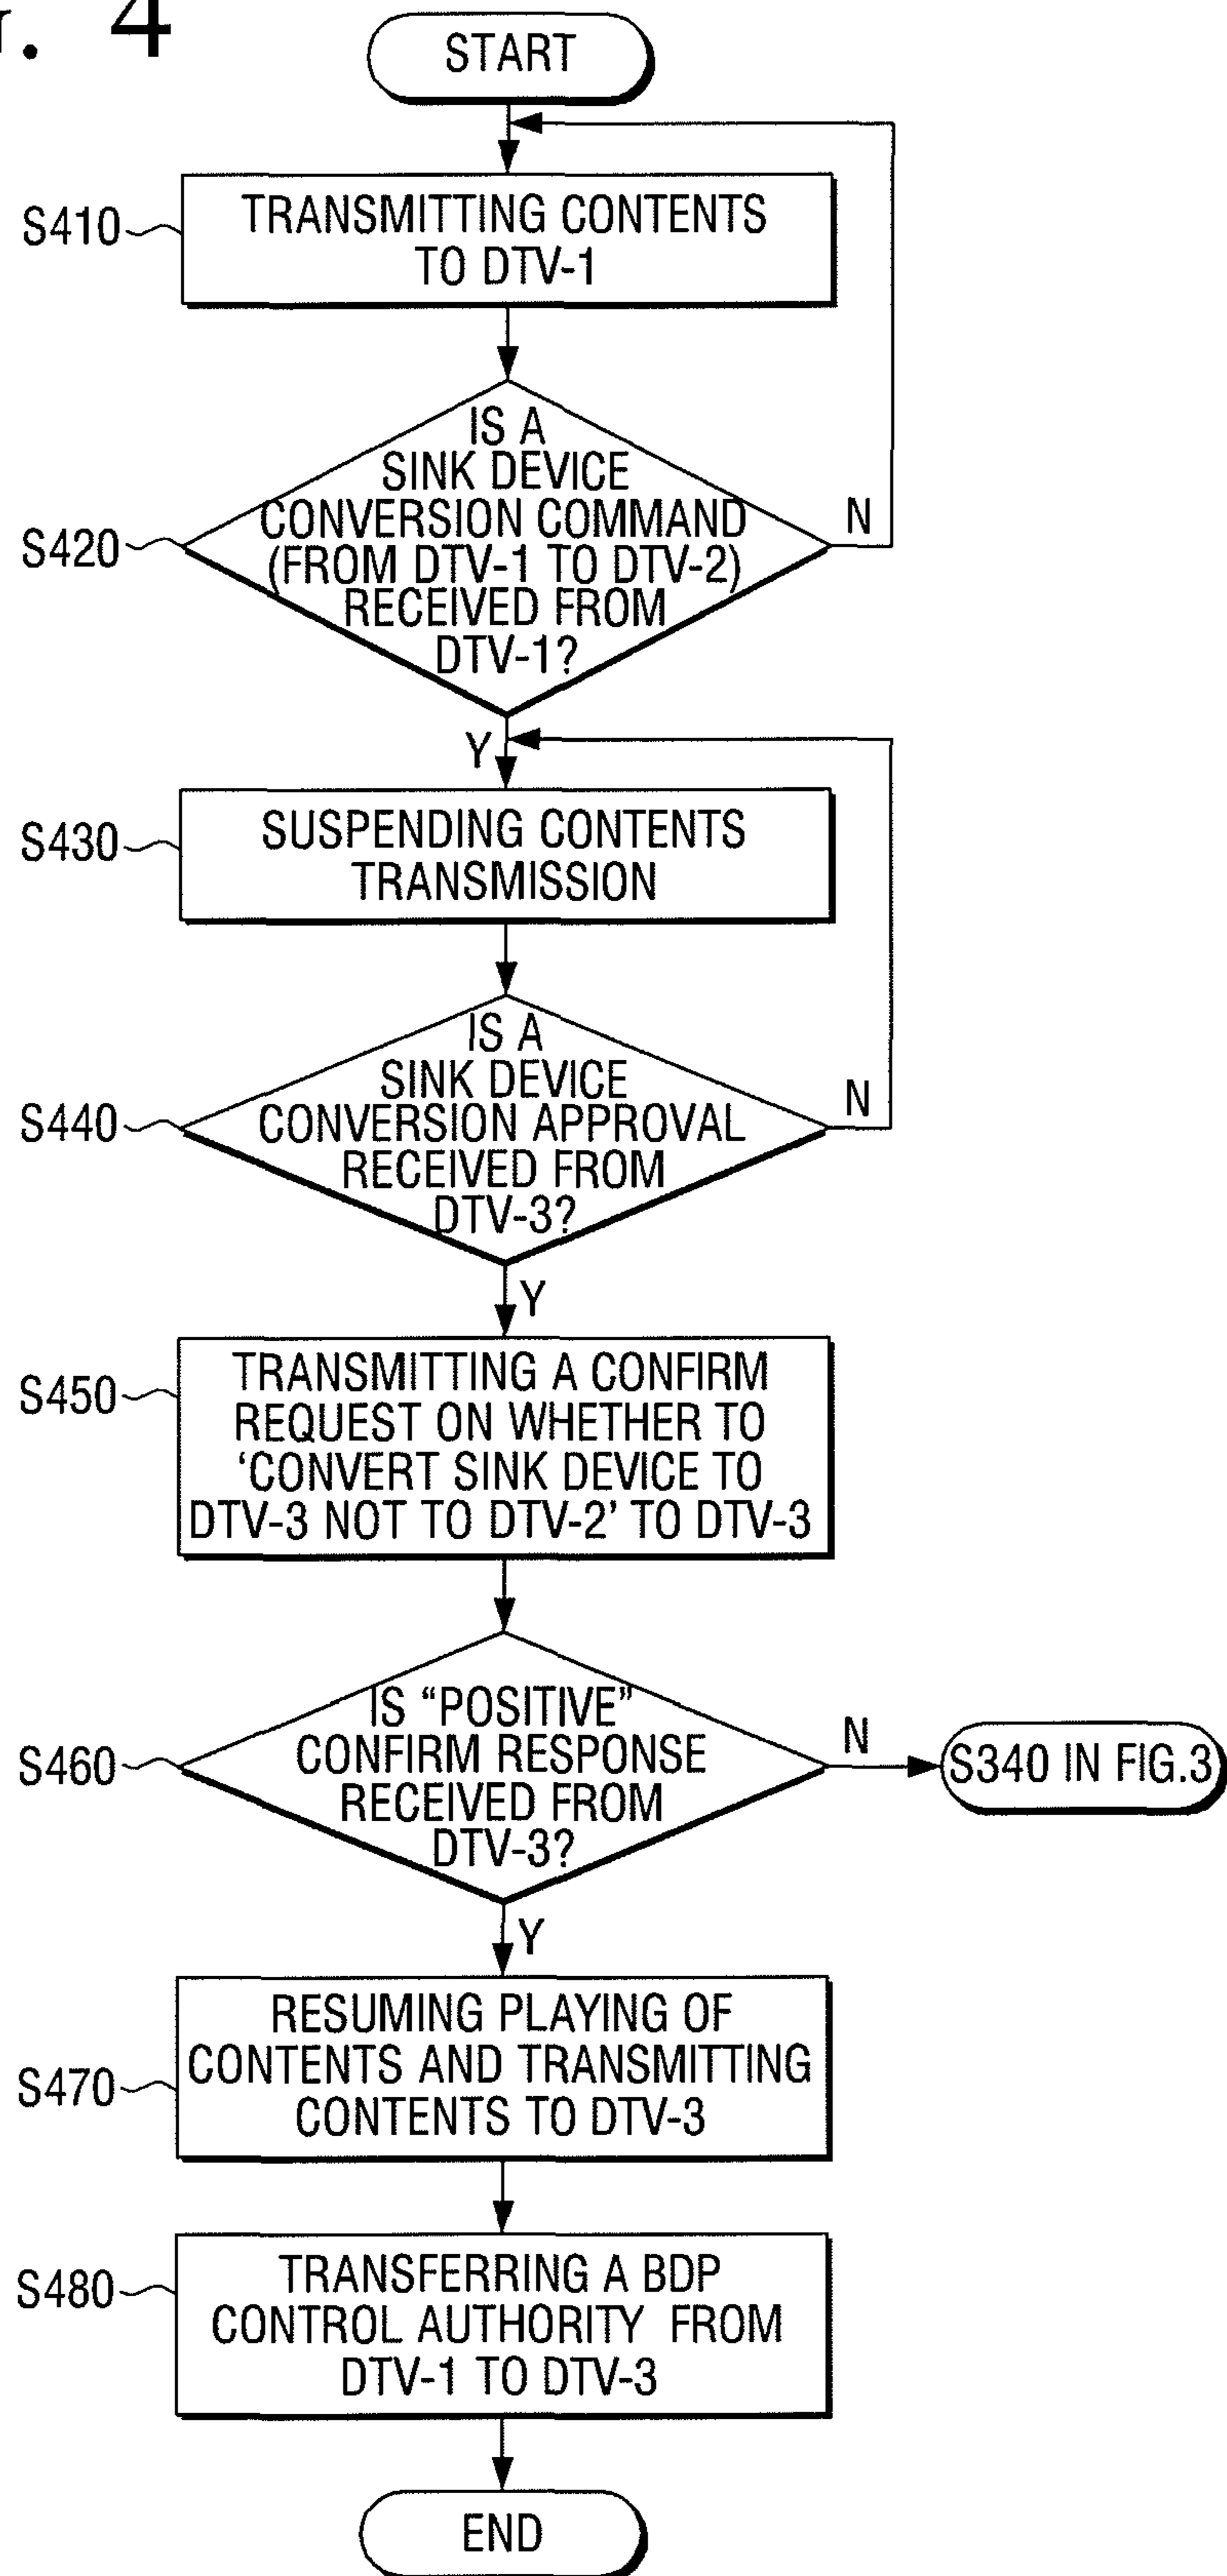 4
START
S410
TRANSMITTING CONTENTS
TO DTV-1
S420
IS A
SINK DEVICE
CONVERSION COMMAND
(FROM DTV-1 TO DTV-2)
RECEIVED FROM
DTV-1?
N
Y
S430
SUSPENDING CONTENTS
TRANSMISSION
S440
IS A
SINK DEVICE
CONVERSION APPROVAL
RECEIVED FROM
DTV-3?
N
Y
S450
TRANSMITTING A CONFIRM
REQUEST ON WHETHER TO
‘CONVERT SINK DEVICE TO
DTV-3 NOT TO DTV-2’ TO DTV-3
S460
IS “POSITIVE”
CONFIRM RESPONSE
RECEIVED FROM
DTV-3?
N
S340 IN FIG.3
Y
S470
RESUMING PLAYING OF
CONTENTS AND TRANSMITTING
CONTENTS TO DTV-3
S480
TRANSFERRING A BDP
CONTROL AUTHORITY FROM
DTV-1 TO DTV-3
END